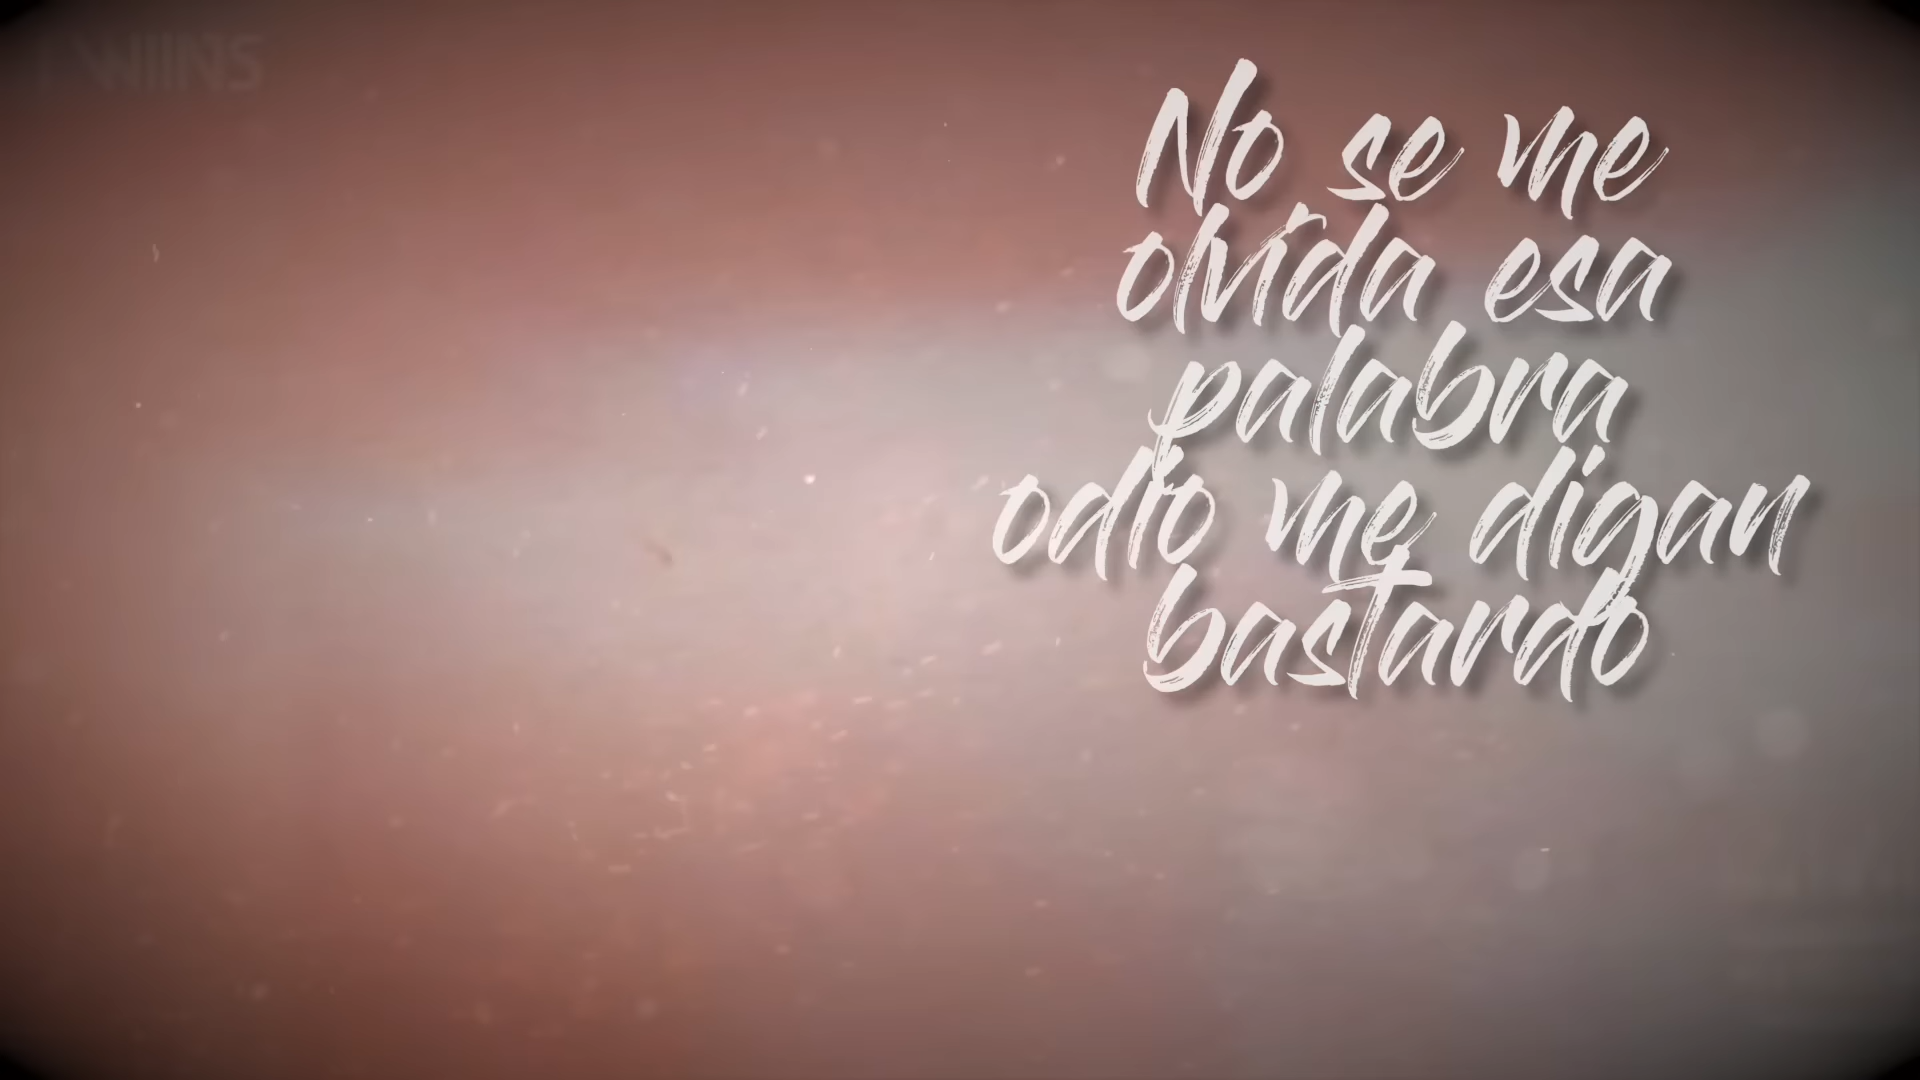 No se me
olvida esa
palabra
odio me digan
bastardo